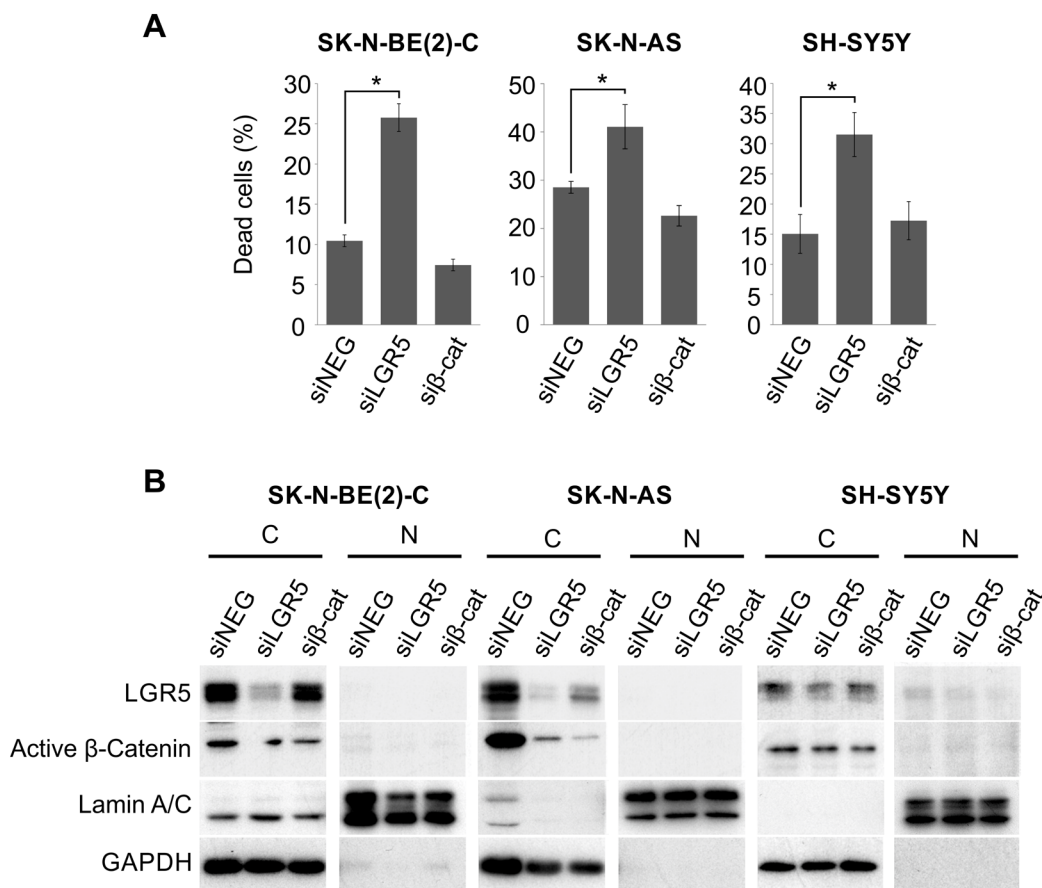 A
SK-N-BE(2)-C SK-N-AS SH-SY5Y
Dead cells (%)
30
25
20
15
10
5
0
*
siNEG siLGR5 siβ-cat
50
40
30
20
10
0
*
siNEG siLGR5 siβ-cat
40
35
30
25
20
15
10
5
0
*
siNEG siLGR5 siβ-cat
B
SK-N-BE(2)-C SK-N-AS SH-SY5Y
C N C N C N
siNEG siLGR5 siβ-cat siNEG siLGR5 siβ-cat siNEG siLGR5 siβ-cat siNEG siLGR5 siβ-cat siNEG siLGR5 siβ-cat siNEG siLGR5 siβ-cat
LGR5
Active β-Catenin
Lamin A/C
GAPDH